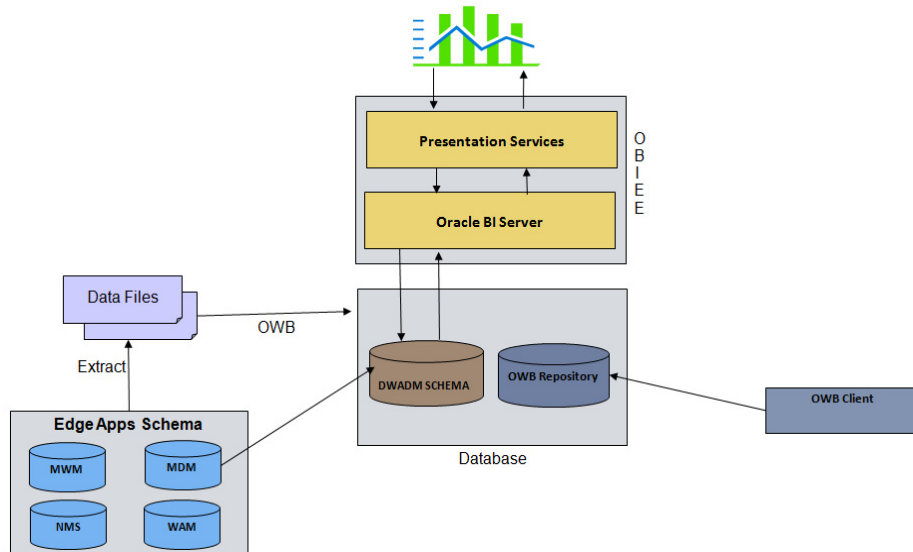 Presentation Services
Oracle BI Server
OBIEE
Data Files
OWB
Extract
DWADM SCHEMA
OWB Repository
OWB Client
Database
Edge Apps Schema
MWM
MDM
NMS
WAM